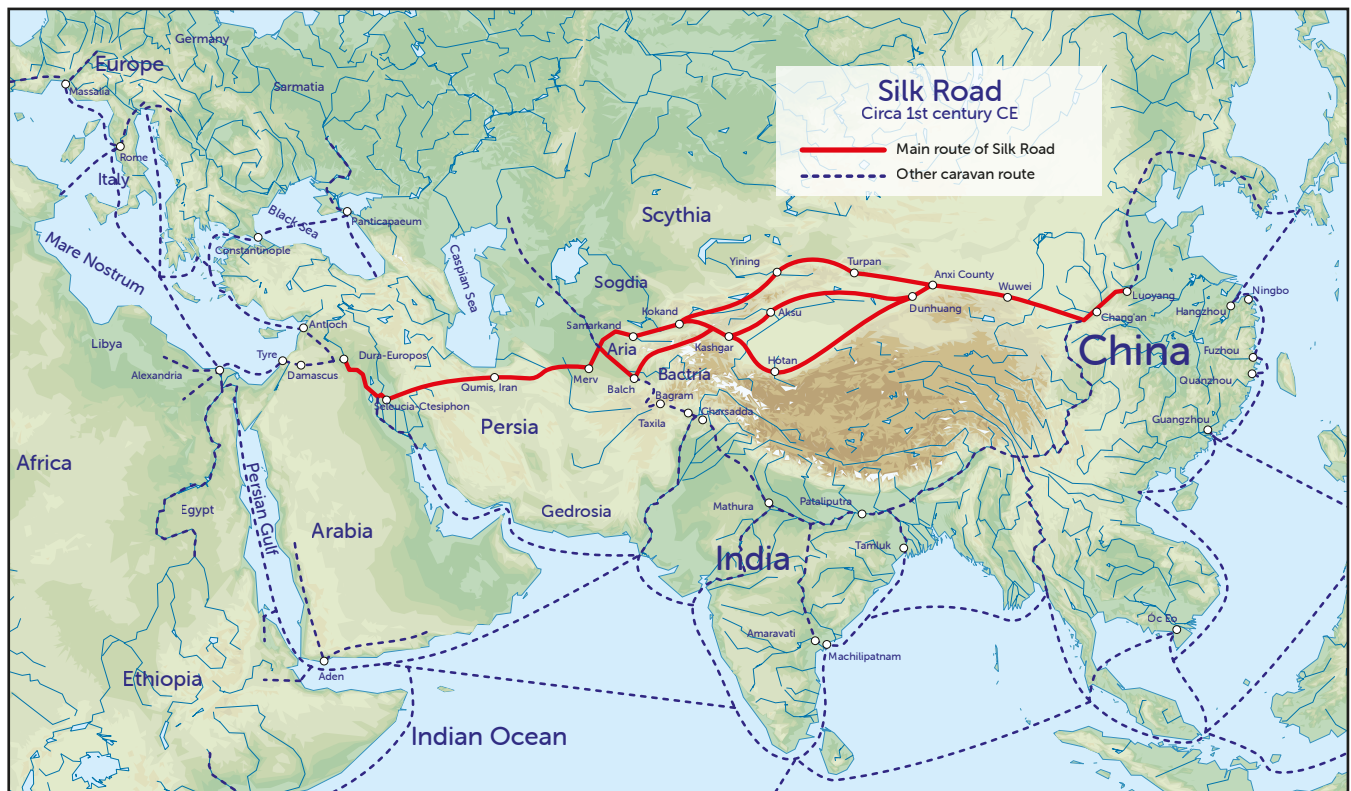 Germany
Europe
Massalia
Sarmatia
Silk Road
Circa 1st century CE
Main route of Silk Road
Other caravan route
Rome
Italy
Scythia
Black Sea
Panticapaeum
Constantinople
Mare Nostrum
Caspian Sea
Yining
Turpan
Anxi County
Wuwei
Sogdia
Luoyang
Ningbo
Kokand
Aksu
Dunhuang
Hangzhou
Chang'an
Samarkand
Antioch
Libya
Aria
Kashgar
China
Fuzhou
Tyre
Dura-Europos
Hotan
Alexandria
Damascus
Merv
Bactria
Quanzhou
Qumis, Iran
Balch
Bagram
Seleucia-Ctesiphon
Charsadda
Taxila
Guangzhou
Persia
Africa
Persian Gulf
Egypt
Gedrosia
Mathura
Pataliputra
Arabia
India
Tamluk
Oc Eo
Amaravati
Machilipatnam
Ethiopia
Aden
Indian Ocean